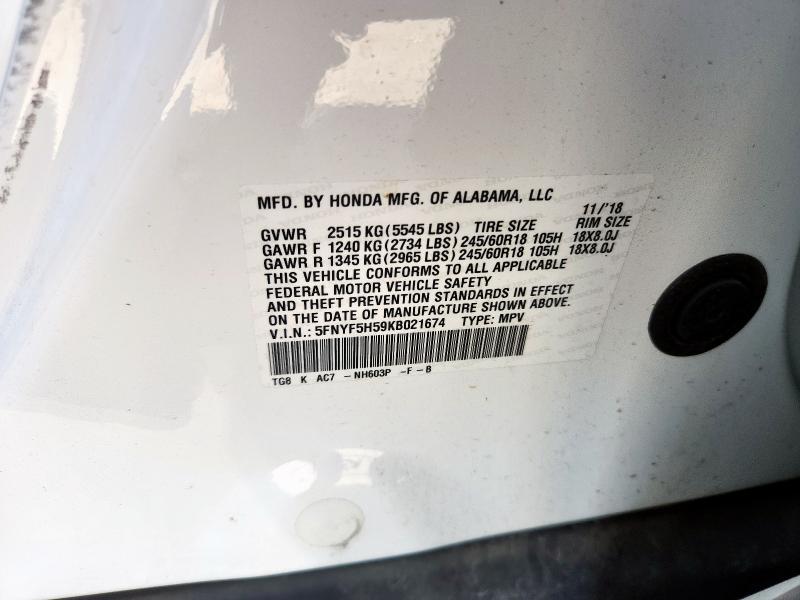 MFD. BY HONDA MFG. OF ALABAMA, LLC
11/'18
GVWR 2515 KG (5545 LBS) TIRE SIZE RIM SIZE
GAWR F 1240 KG (2734 LBS) 245/60R18 105H 18X8.0J
GAWR R 1345 KG (2965 LBS) 245/60R18 105H 18X8.0J
THIS VEHICLE CONFORMS TO ALL APPLICABLE
FEDERAL MOTOR VEHICLE SAFETY
AND THEFT PREVENTION STANDARDS IN EFFECT
ON THE DATE OF MANUFACTURE SHOWN ABOVE.
V.I.N.: 5FNYF5H59KB021674 TYPE: MPV
TG8 K AC7 -NH603P -F-B